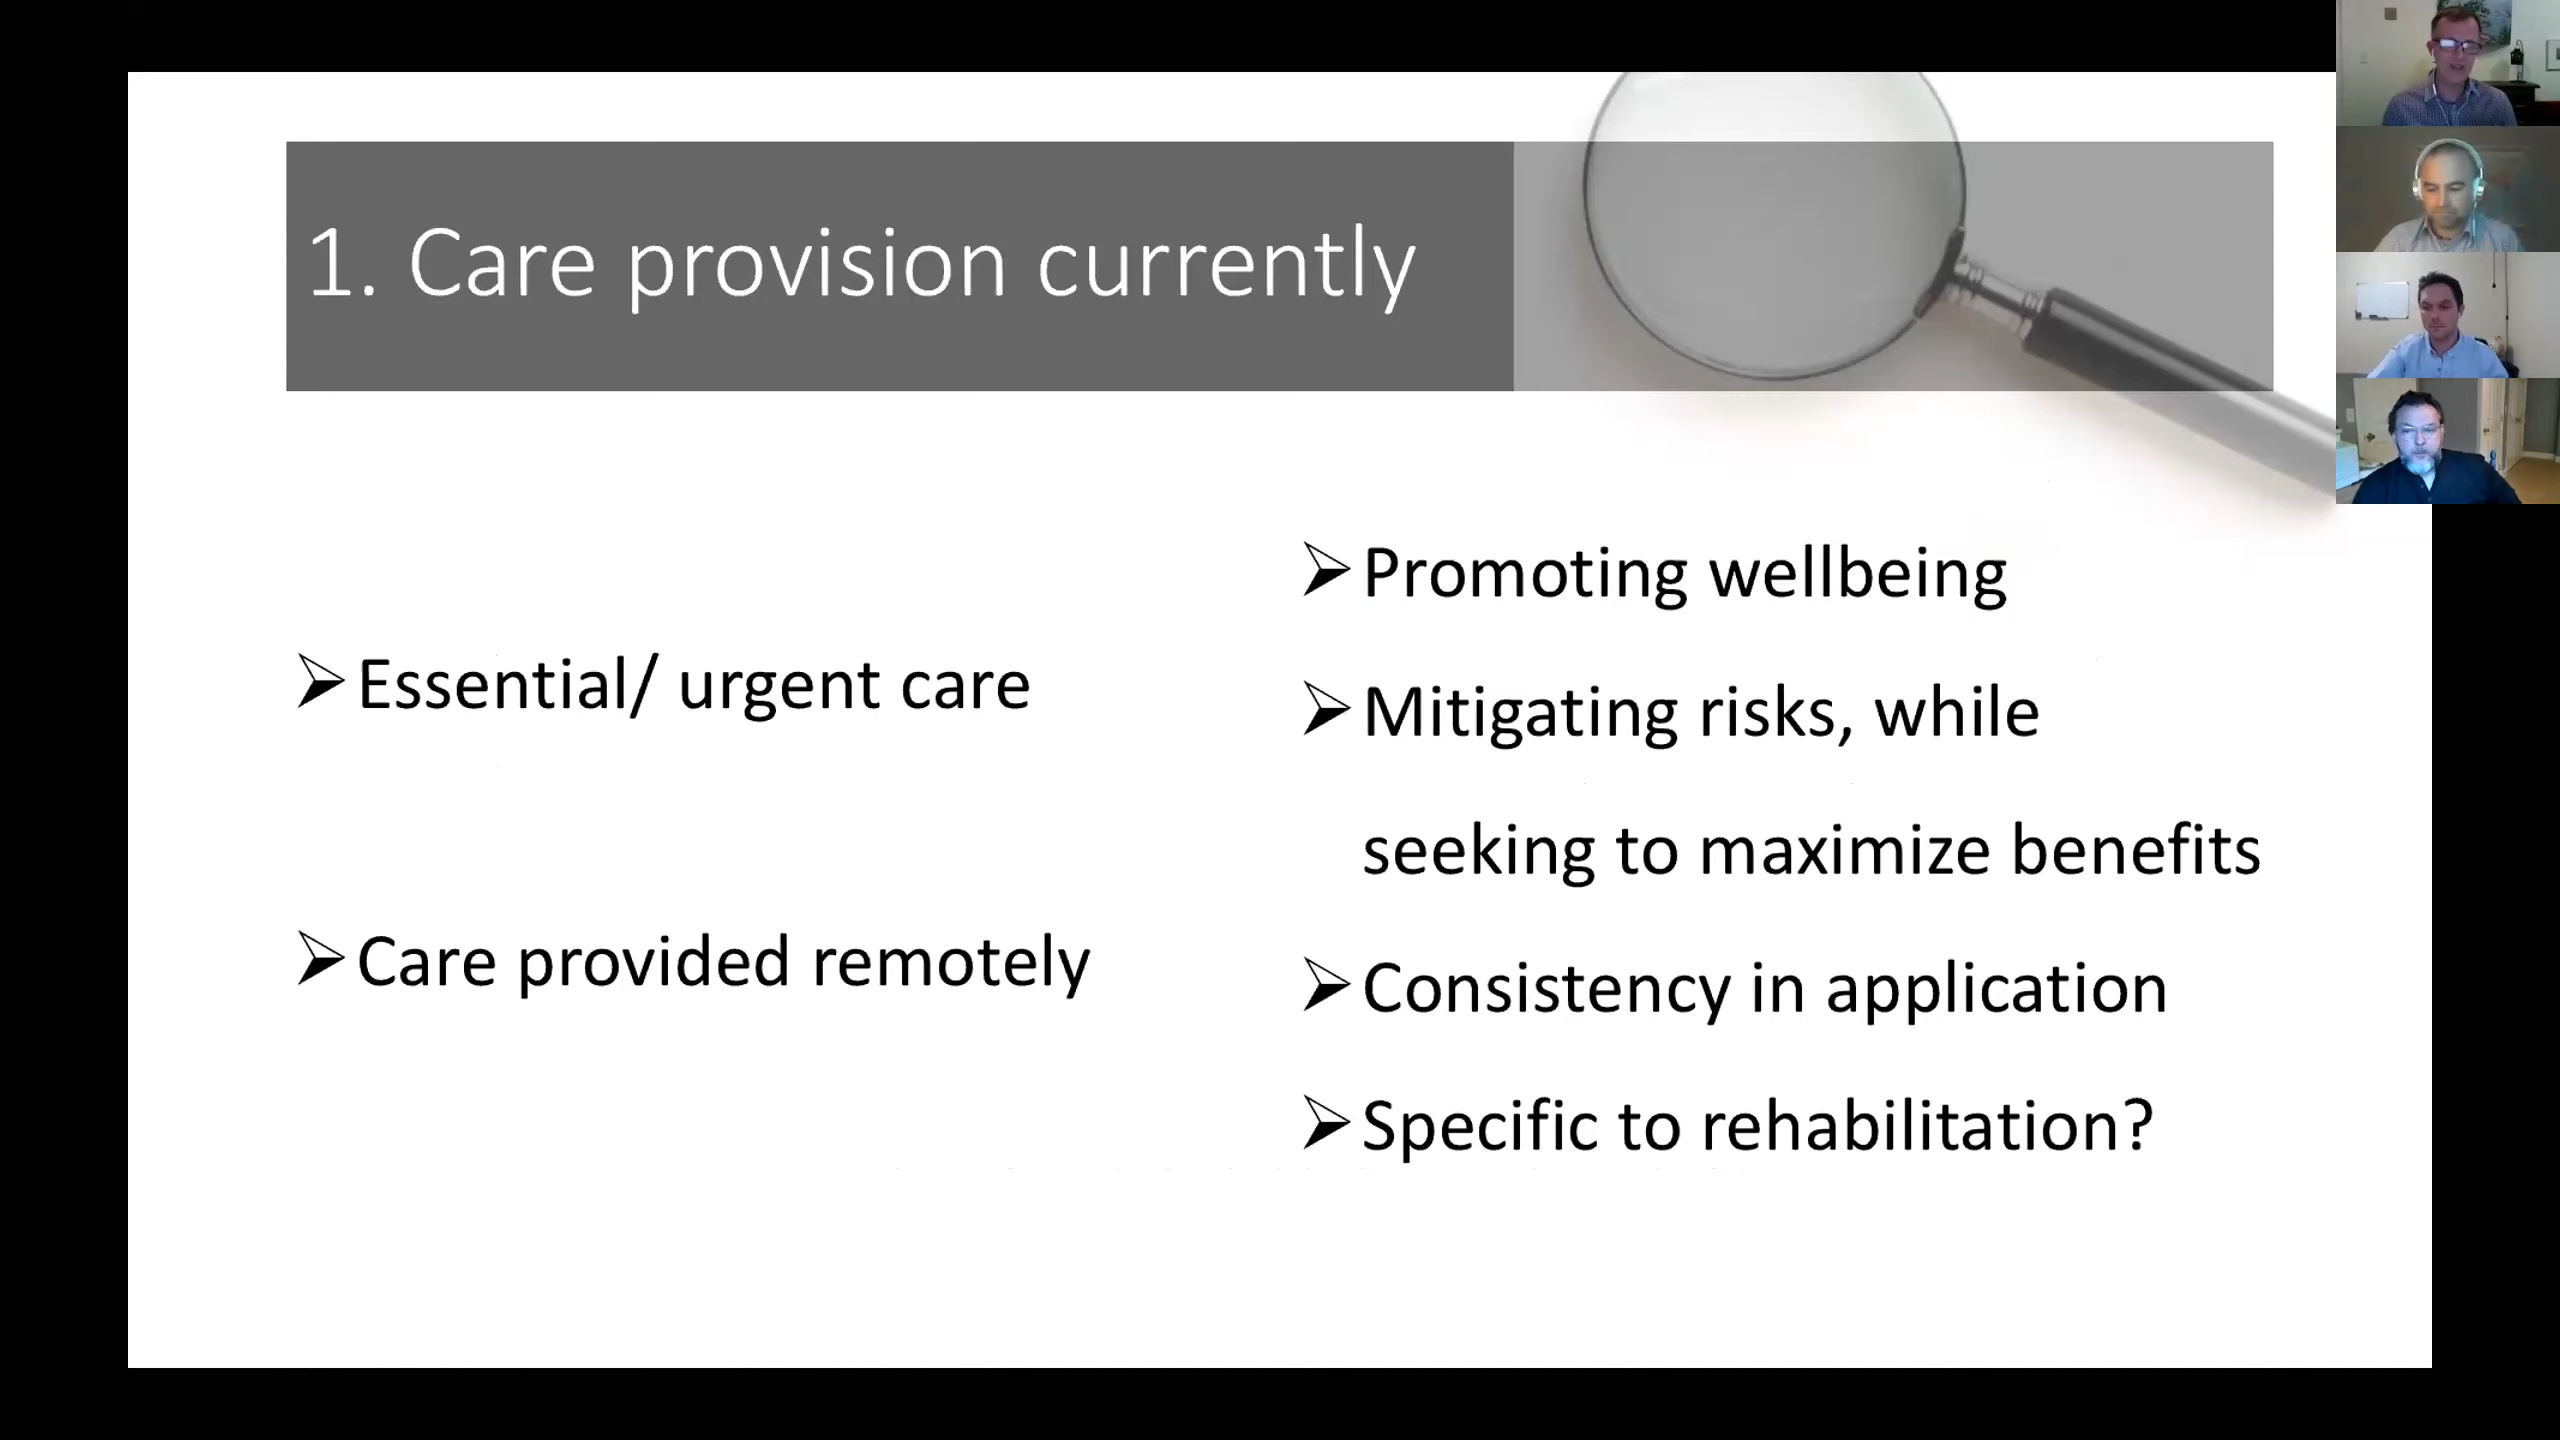 1. Care provision currently
Essential/ urgent care
Care provided remotely
Promoting wellbeing
Mitigating risks, while
seeking to maximize benefits
Consistency in application
Specific to rehabilitation?